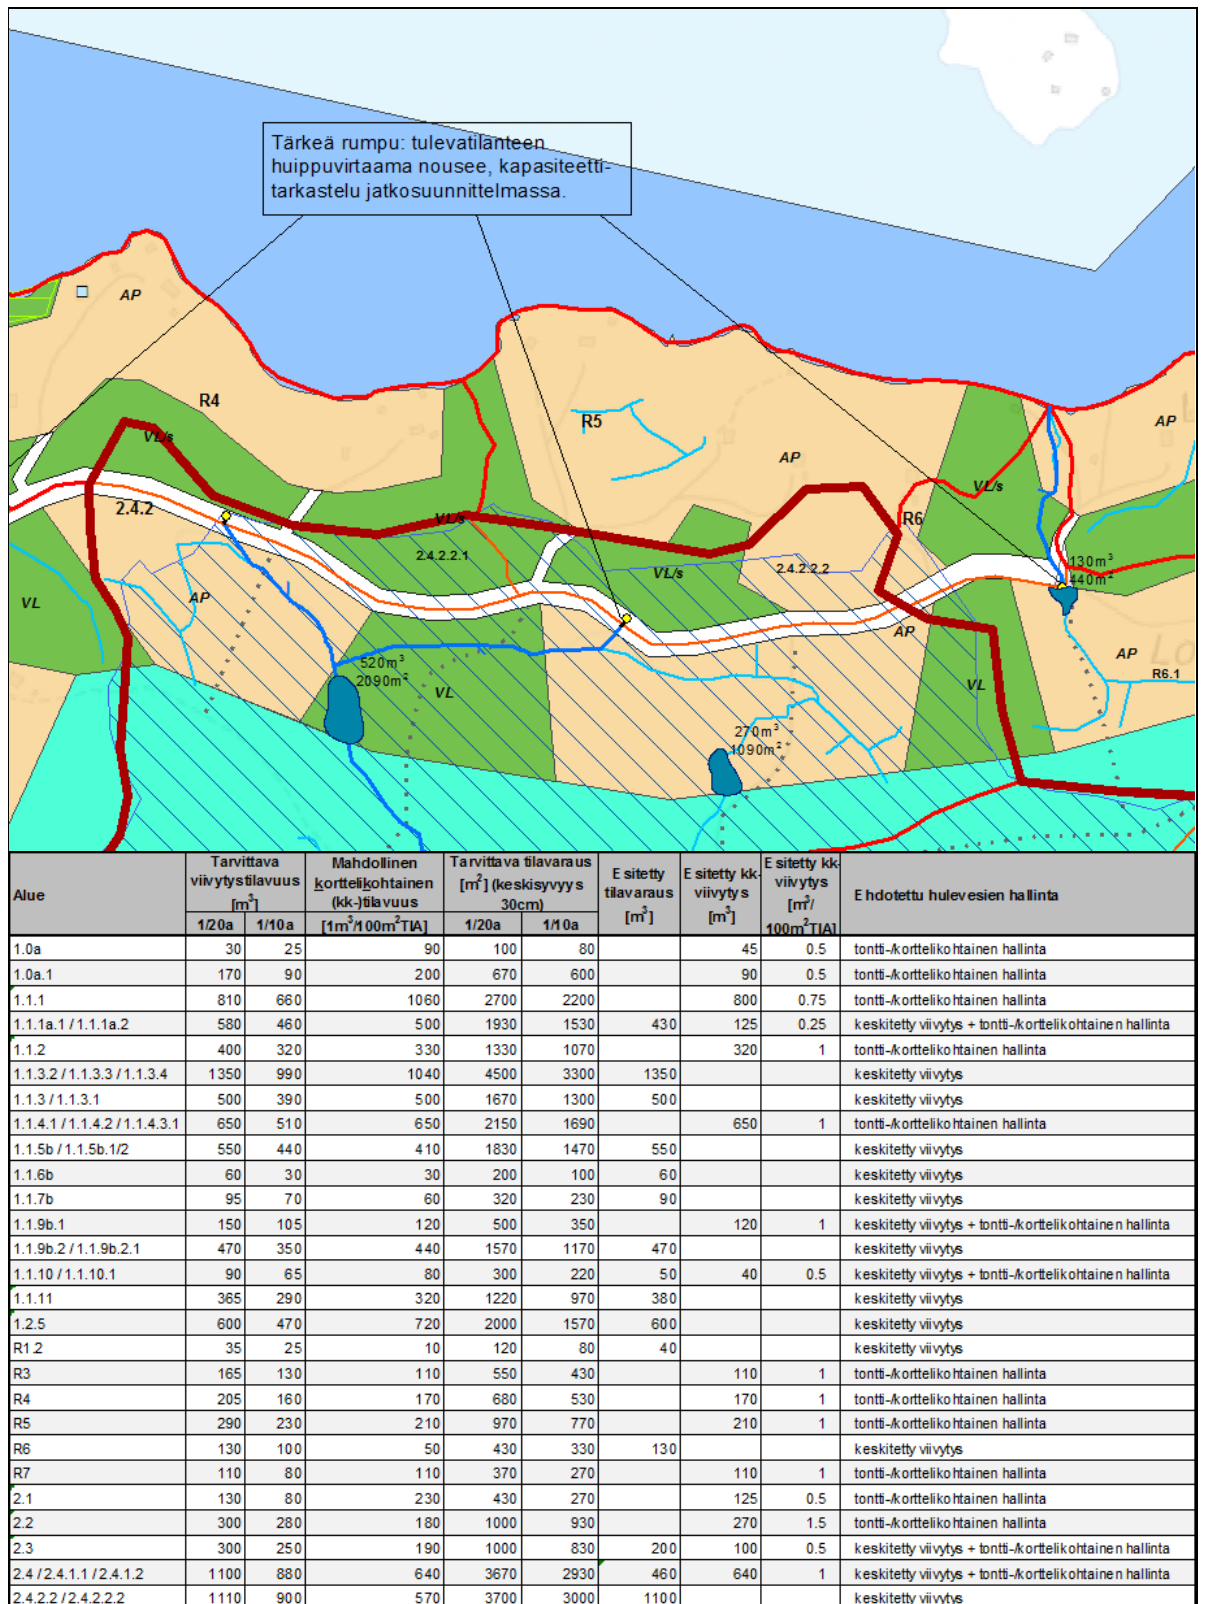 Tärkeä rumpu: tulevatilanteen
huippuvirtaama nousee, kapasiteetti-
tarkastelu jatkosuunnittelmassa.
AP
R4
R5
AP
AP
VL/s
VL/s
VL/s
R6
2.4.2
2.4.2.2.1
VL/s
2.4.2.2.2
130m³
440m²
VL
AP
AP
520m³
2090m²
VL
VL
AP
R6.1
270m³
1090m²
Alue | Tarvittava viivytystilavuus [m³] | Mahdollinen korttelikohtainen (kk-)tilavuus | Tarvittava tilavaraus [m²] (keskisyvyys 30cm) | Esitetty tilavaraus [m³] | Esitetty kk-viivytys [m³] | Esitetty kk-viivytys [m³/100m²TIA] | Ehdotettu hulevesien hallinta
1/20a | 1/10a | [1m³/100m²TIA] | 1/20a | 1/10a
1.0a 30 25 90 100 80 45 0.5 tontti-/korttelikohtainen hallinta
1.0a.1 170 90 200 670 600 90 0.5 tontti-/korttelikohtainen hallinta
1.1.1 810 660 1060 2700 2200 800 0.75 tontti-/korttelikohtainen hallinta
1.1.1a.1 / 1.1.1a.2 580 460 500 1930 1530 430 125 0.25 keskitetty viivytys + tontti-/korttelikohtainen hallinta
1.1.2 400 320 330 1330 1070 320 1 tontti-/korttelikohtainen hallinta
1.1.3.2 / 1.1.3.3 / 1.1.3.4 1350 990 1040 4500 3300 1350 keskitetty viivytys
1.1.3 / 1.1.3.1 500 390 500 1670 1300 500 keskitetty viivytys
1.1.4.1 / 1.1.4.2 / 1.1.4.3.1 650 510 650 2150 1690 650 1 tontti-/korttelikohtainen hallinta
1.1.5b / 1.1.5b.1/2 550 440 410 1830 1470 550 keskitetty viivytys
1.1.6b 60 30 30 200 100 60 keskitetty viivytys
1.1.7b 95 70 60 320 230 90 keskitetty viivytys
1.1.9b.1 150 105 120 500 350 120 1 keskitetty viivytys + tontti-/korttelikohtainen hallinta
1.1.9b.2 / 1.1.9b.2.1 470 350 440 1570 1170 470 keskitetty viivytys
1.1.10 / 1.1.10.1 90 65 80 300 220 50 40 0.5 keskitetty viivytys + tontti-/korttelikohtainen hallinta
1.1.11 365 290 320 1220 970 380 keskitetty viivytys
1.2.5 600 470 720 2000 1570 600 keskitetty viivytys
R1.2 35 25 10 120 80 40 keskitetty viivytys
R3 165 130 110 550 430 110 1 tontti-/korttelikohtainen hallinta
R4 205 160 170 680 530 170 1 tontti-/korttelikohtainen hallinta
R5 290 230 210 970 770 210 1 tontti-/korttelikohtainen hallinta
R6 130 100 50 430 330 130 keskitetty viivytys
R7 110 80 110 370 270 110 1 tontti-/korttelikohtainen hallinta
2.1 130 80 230 430 270 125 0.5 tontti-/korttelikohtainen hallinta
2.2 300 280 180 1000 930 270 1.5 tontti-/korttelikohtainen hallinta
2.3 300 250 190 1000 830 200 100 0.5 keskitetty viivytys + tontti-/korttelikohtainen hallinta
2.4 / 2.4.1.1 / 2.4.1.2 1100 880 640 3670 2930 460 640 1 keskitetty viivytys + tontti-/korttelikohtainen hallinta
2.4.2.2 / 2.4.2.2.2 1110 900 570 3700 3000 1100 keskitetty viivytys